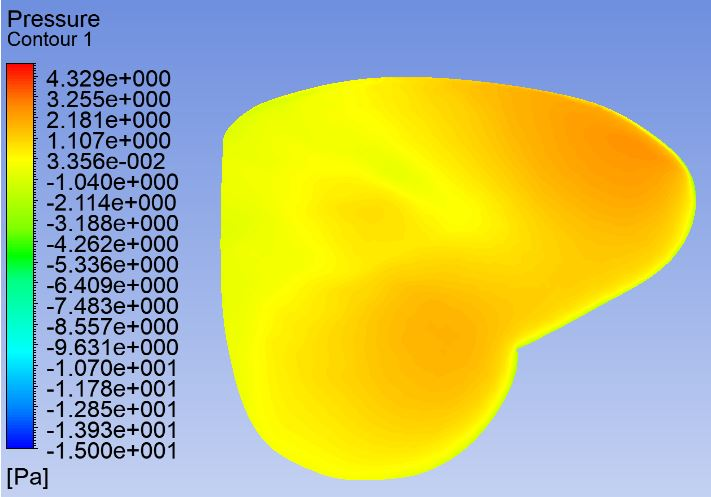 Pressure
Contour 1
4.329e+000
3.255e+000
2.181e+000
1.107e+000
3.356e-002
-1.040e+000
-2.114e+000
-3.188e+000
-4.262e+000
-5.336e+000
-6.409e+000
-7.483e+000
-8.557e+000
-9.631e+000
-1.070e+001
-1.178e+001
-1.285e+001
-1.393e+001
-1.500e+001
[Pa]